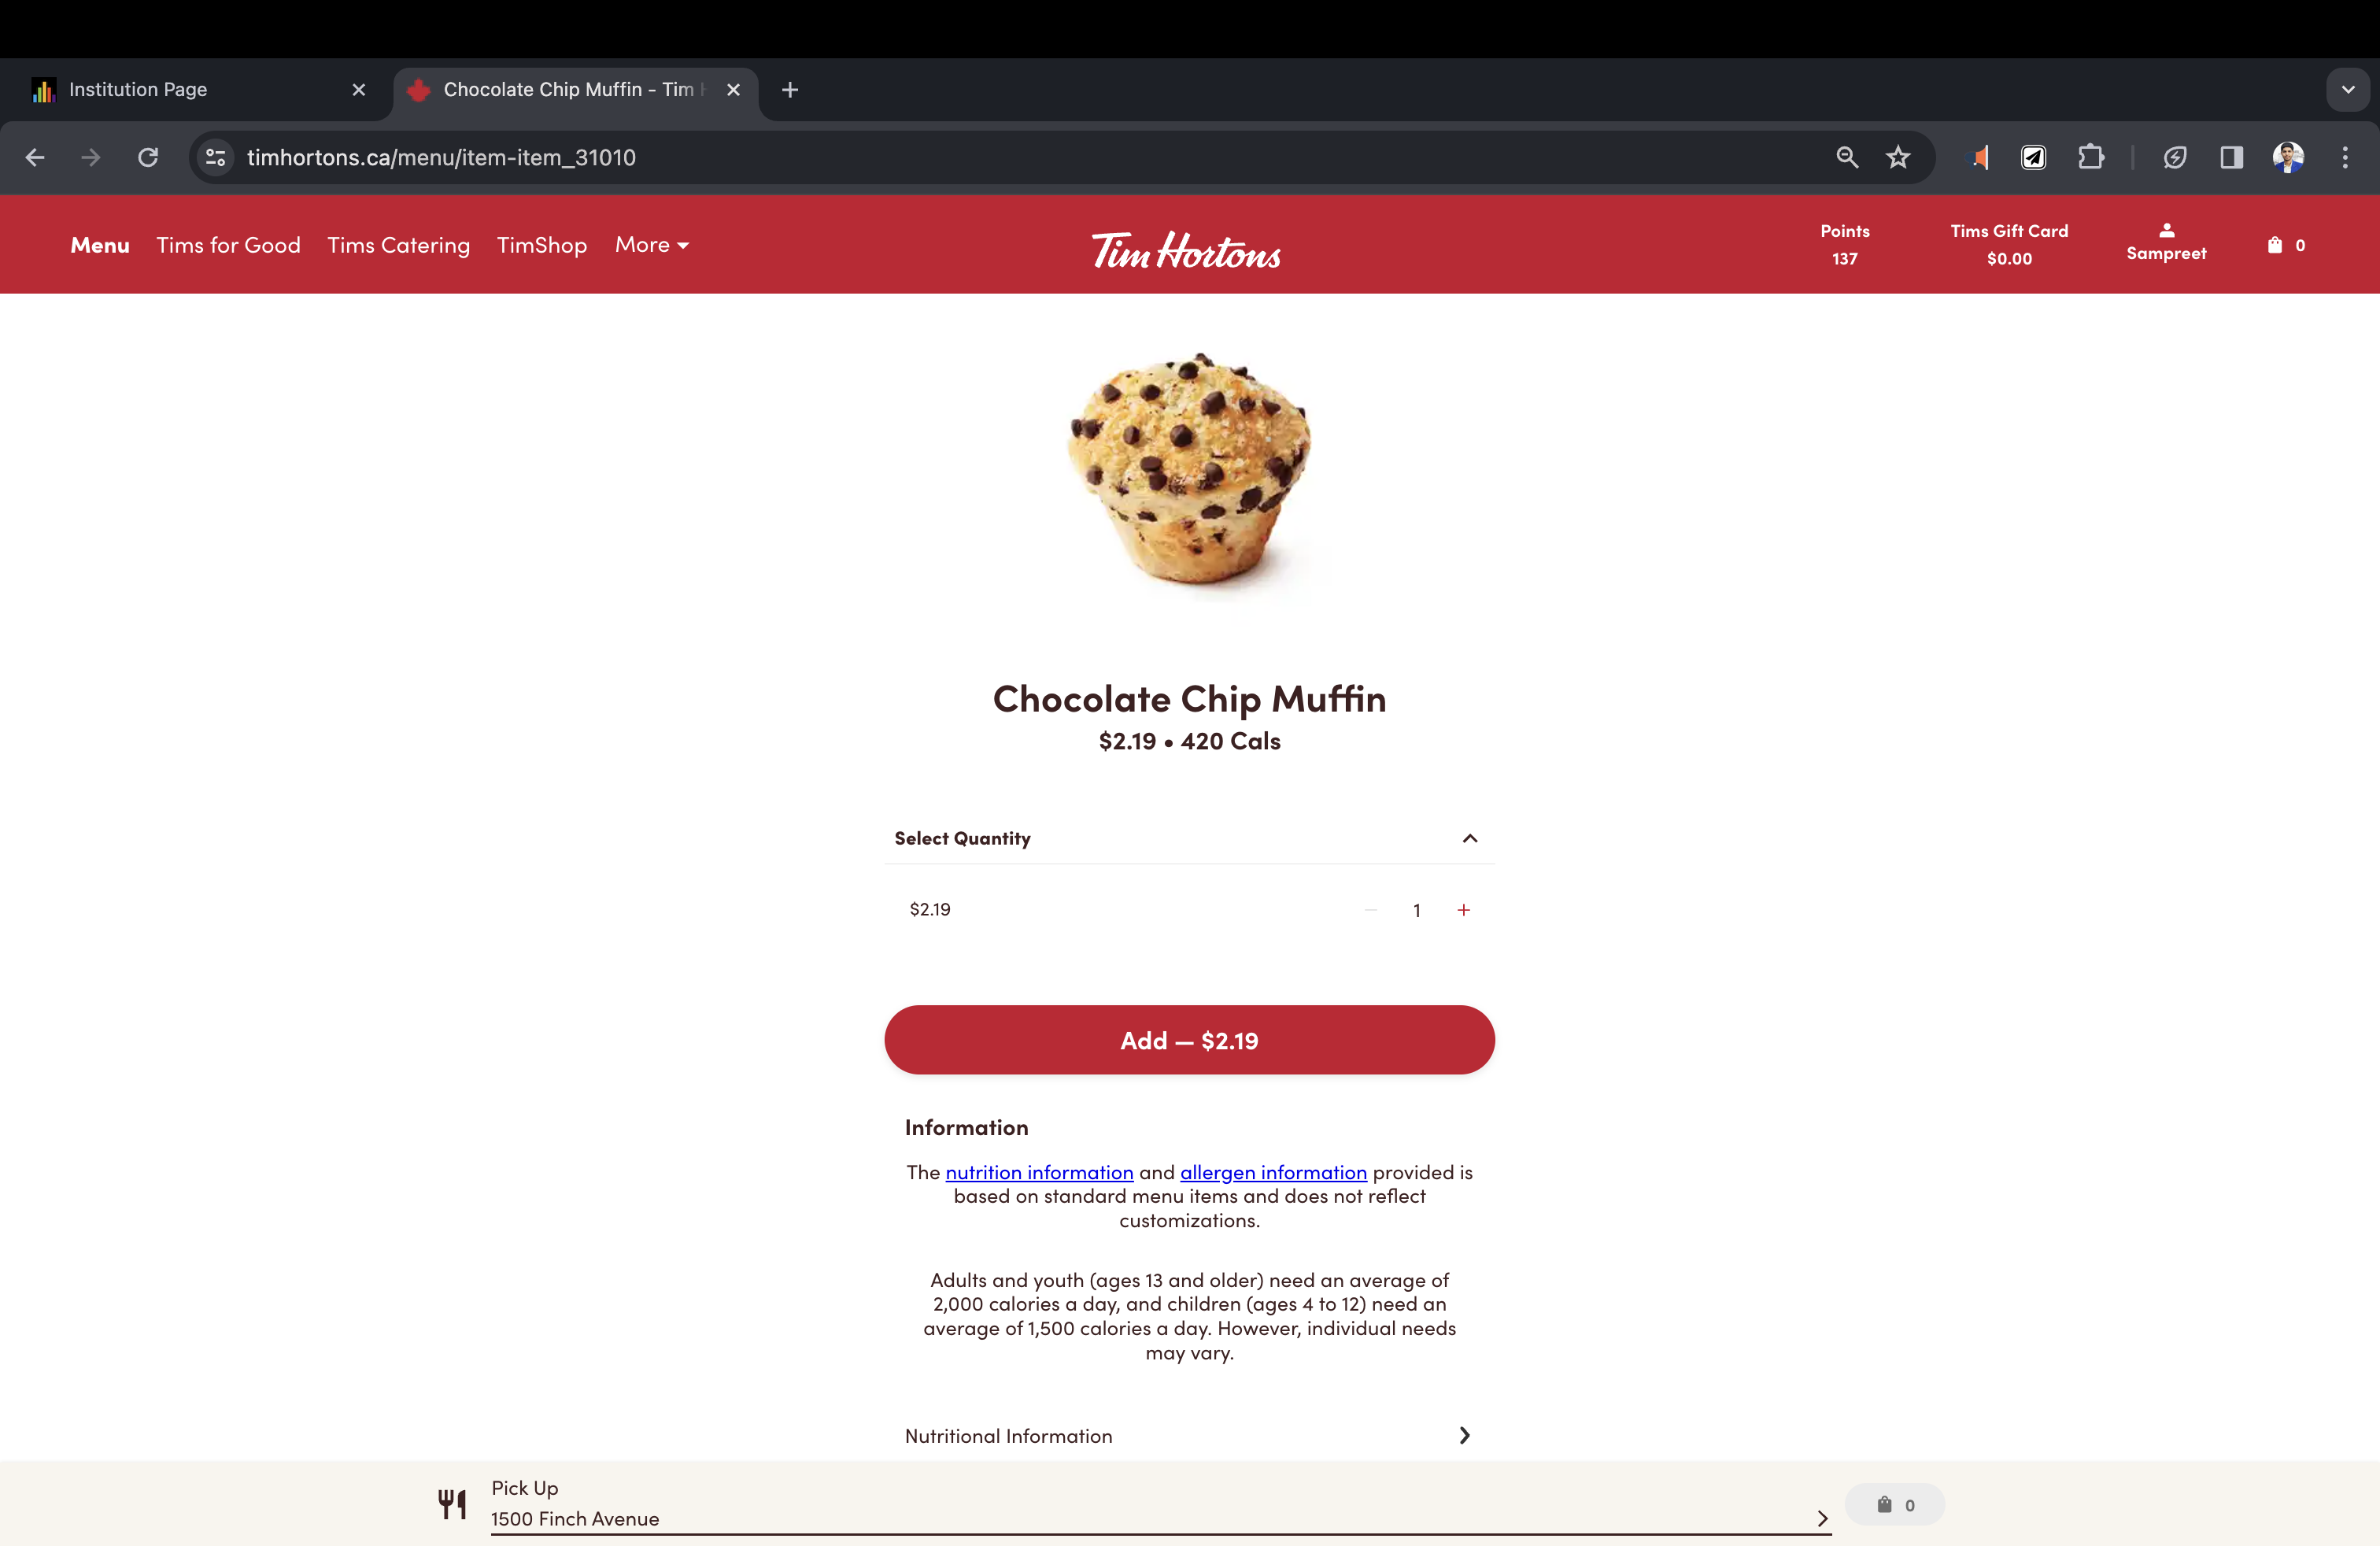 Institution Page
Chocolate Chip Muffin - Tim
timhortons.ca/menu/item-item_31010
Menu
Tims for Good
Tims Catering
TimShop
More
Tim Hortons
Points
137
Tims Gift Card
$0.00
Sampreet
0
Chocolate Chip Muffin
$2.19 • 420 Cals
Select Quantity
$2.19
1
Add — $2.19
Information
The nutrition information and allergen information provided is
based on standard menu items and does not reflect
customizations.
Adults and youth (ages 13 and older) need an average of
2,000 calories a day, and children (ages 4 to 12) need an
average of 1,500 calories a day. However, individual needs
may vary.
Nutritional Information
Pick Up
1500 Finch Avenue
0